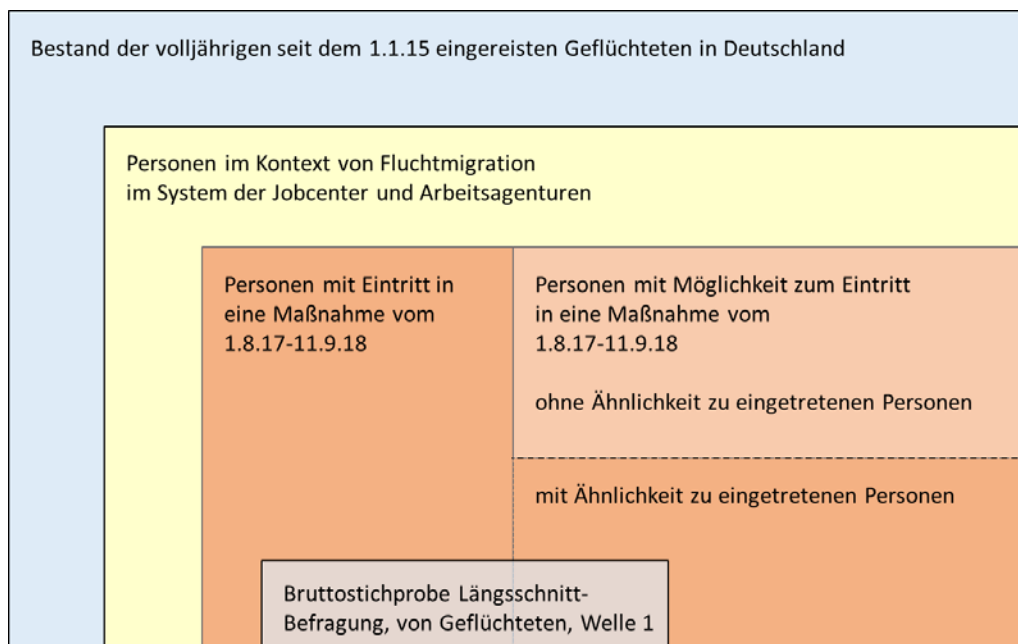 Bestand der volljährigen seit dem 1.1.15 eingereisten Geflüchteten in Deutschland
Personen im Kontext von Fluchtmigration
im System der Jobcenter und Arbeitsagenturen
Personen mit Eintritt in
eine Maßnahme vom
1.8.17-11.9.18
Personen mit Möglichkeit zum Eintritt
in eine Maßnahme vom
1.8.17-11.9.18
ohne Ähnlichkeit zu eingetretenen Personen
mit Ähnlichkeit zu eingetretenen Personen
Bruttostichprobe Längsschnitt-
Befragung, von Geflüchteten, Welle 1